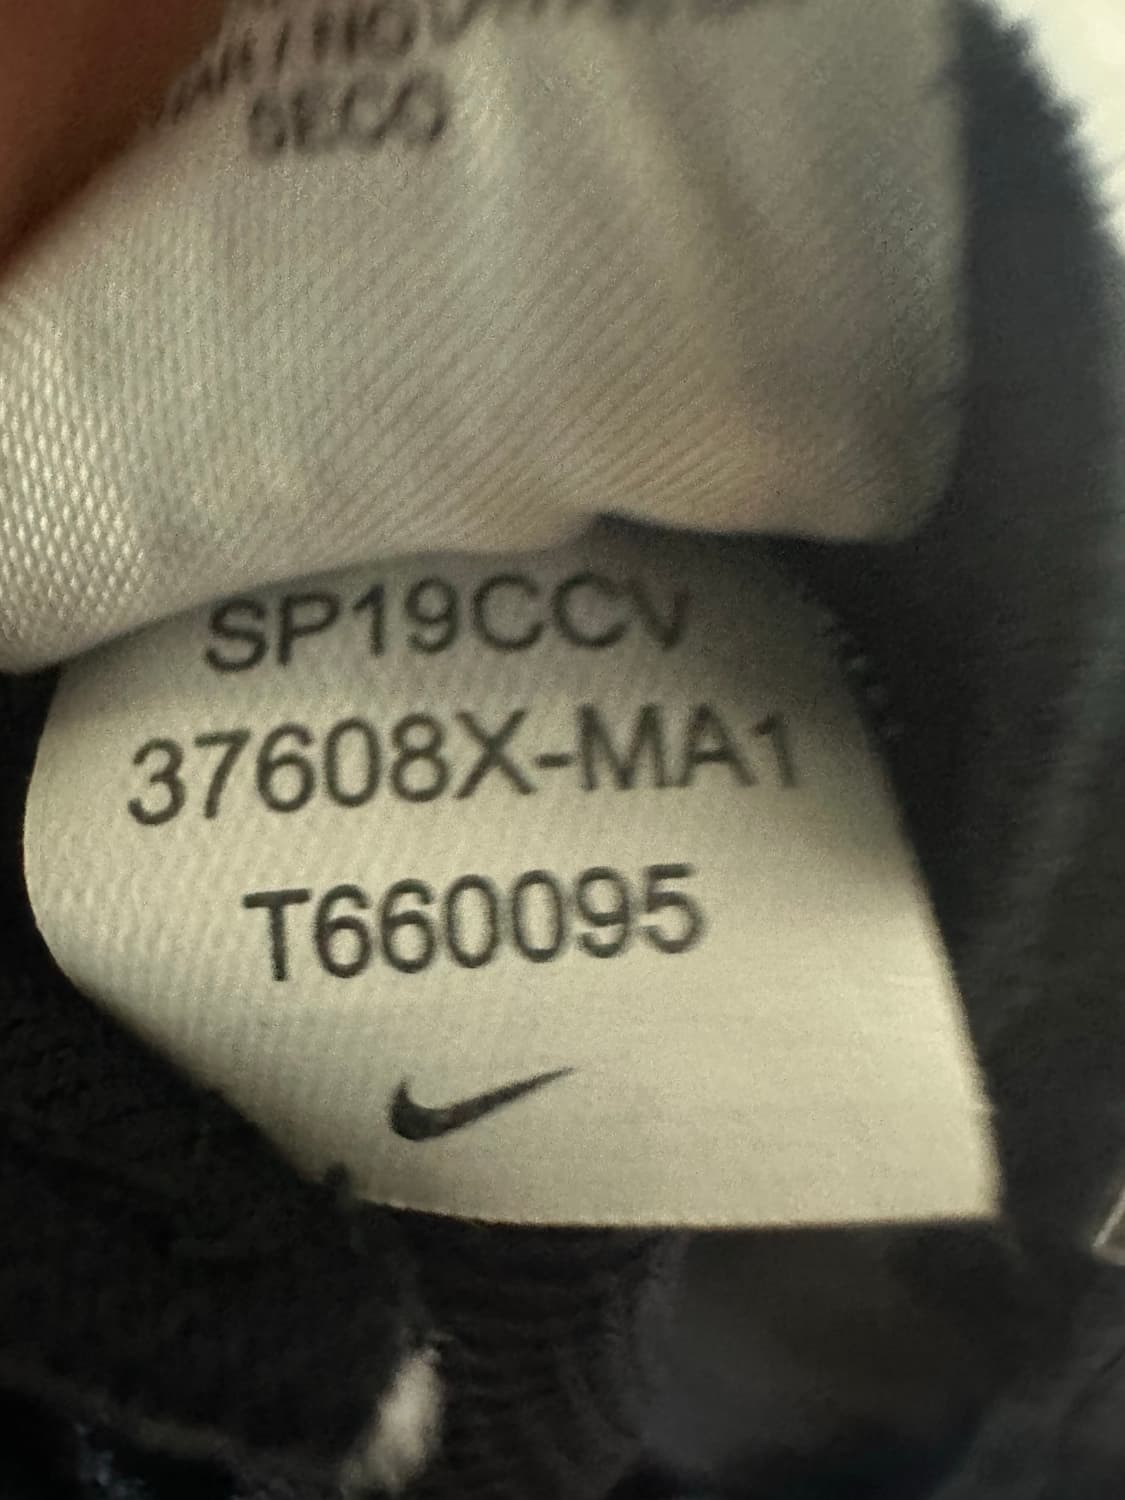 SECO
SP19CCV
37608X-MA1
T660095